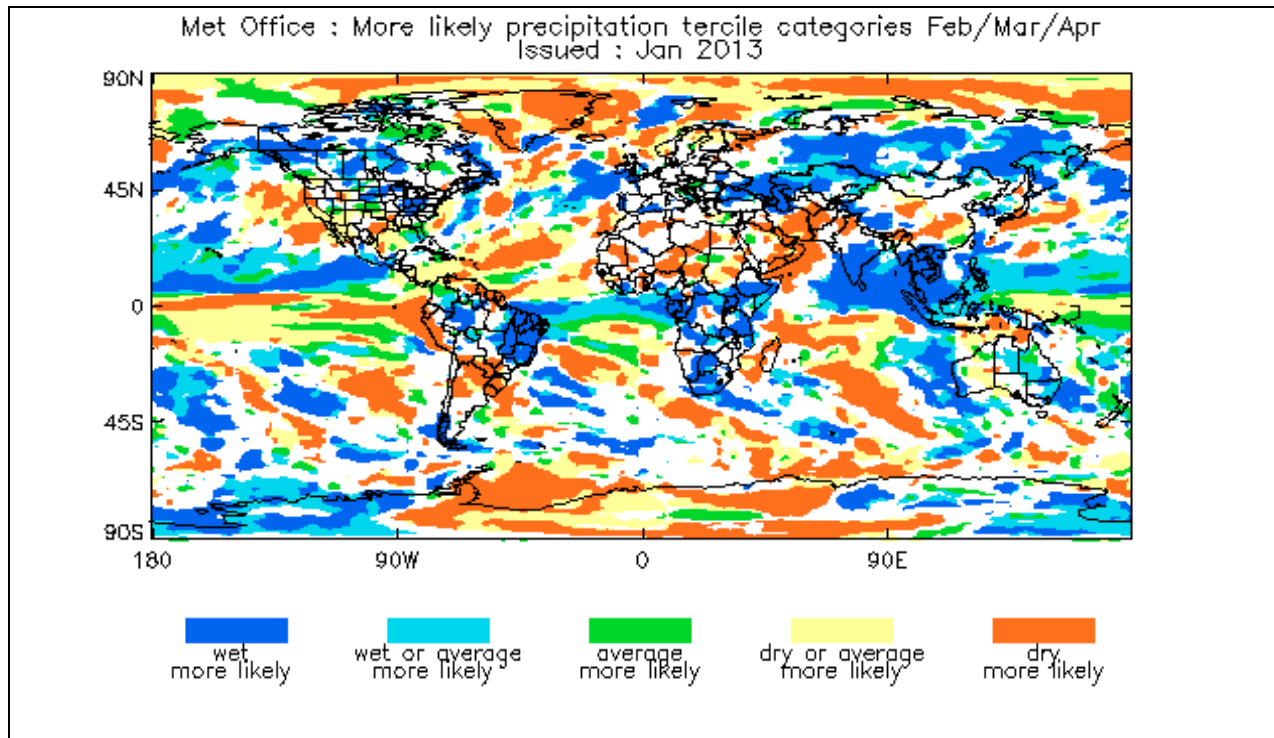 Met Office : More likely precipitation tercile categories Feb/Mar/Apr
Issued : Jan 2013
90N
45N
0
45S
90S
180 90W 0 90E
wet wet or average average dry or average dry
more likely more likely more likely more likely more likely